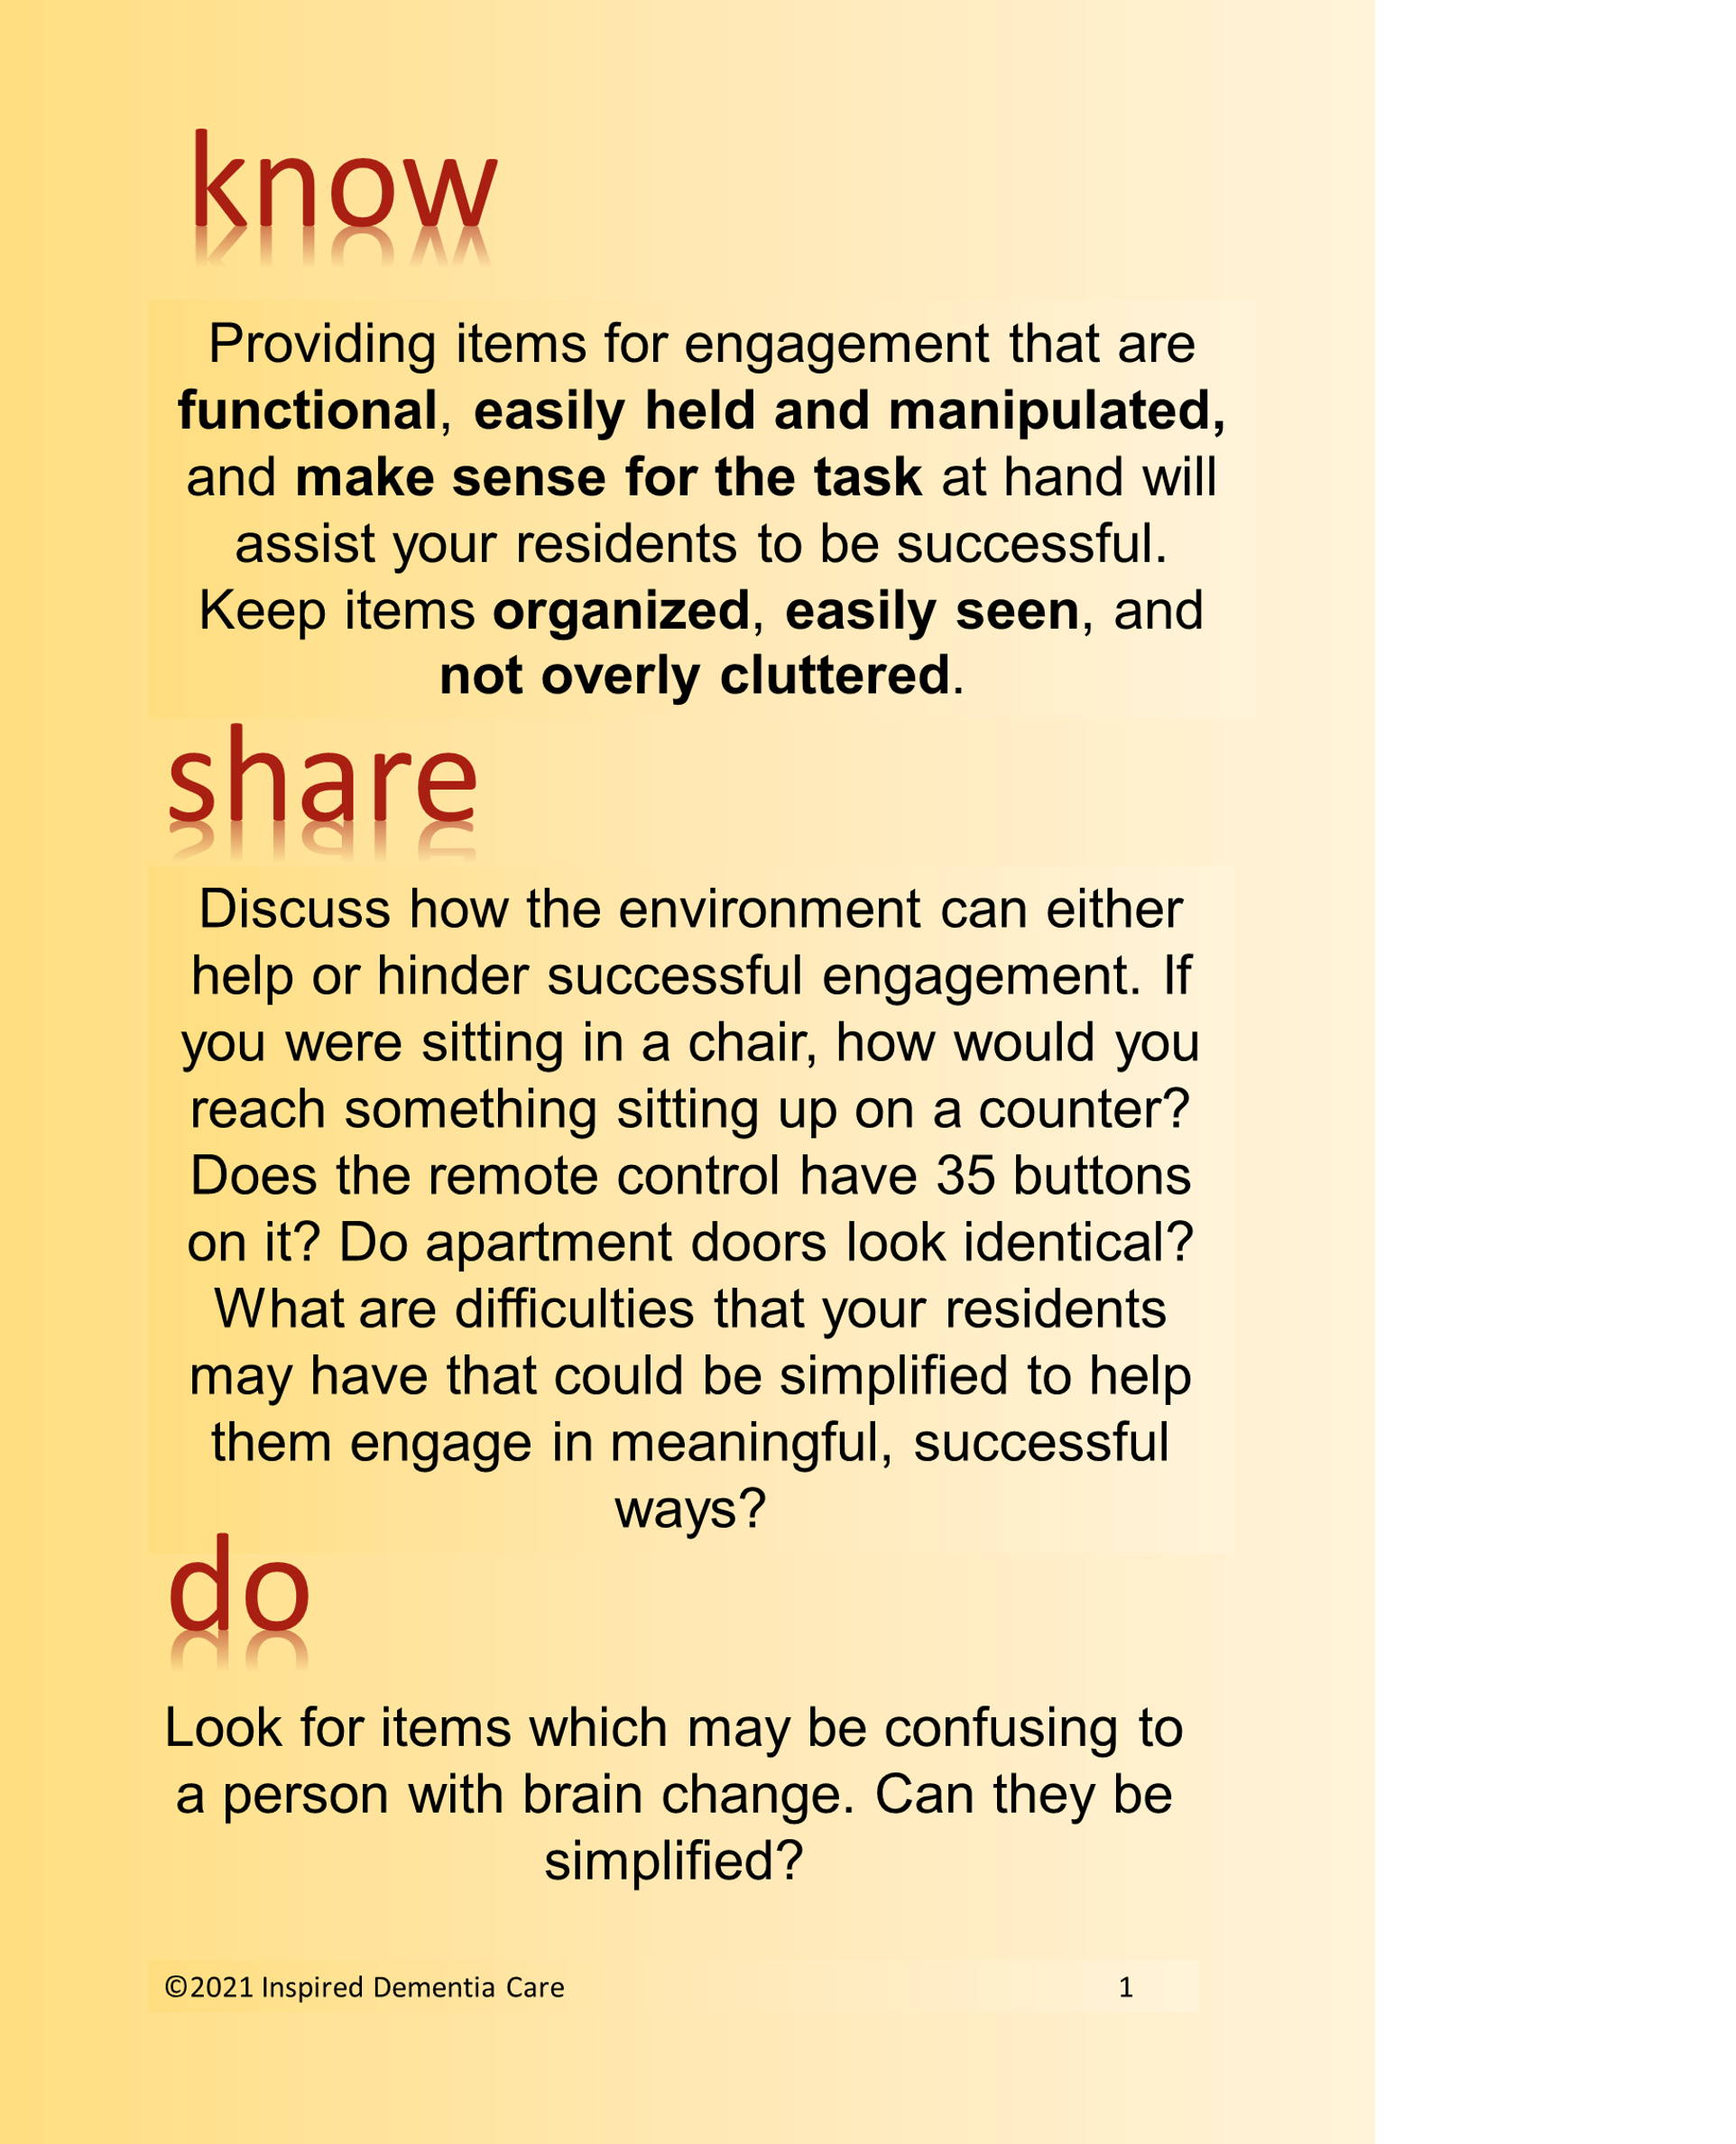 know
Providing items for engagement that are
functional, easily held and manipulated,
and make sense for the task at hand will
assist your residents to be successful.
Keep items organized, easily seen, and
not overly cluttered.
share
Discuss how the environment can either
help or hinder successful engagement. If
you were sitting in a chair, how would you
reach something sitting up on a counter?
Does the remote control have 35 buttons
on it? Do apartment doors look identical?
What are difficulties that your residents
may have that could be simplified to help
them engage in meaningful, successful
ways?
do
Look for items which may be confusing to
a person with brain change. Can they be
simplified?
©2021 Inspired Dementia Care 1